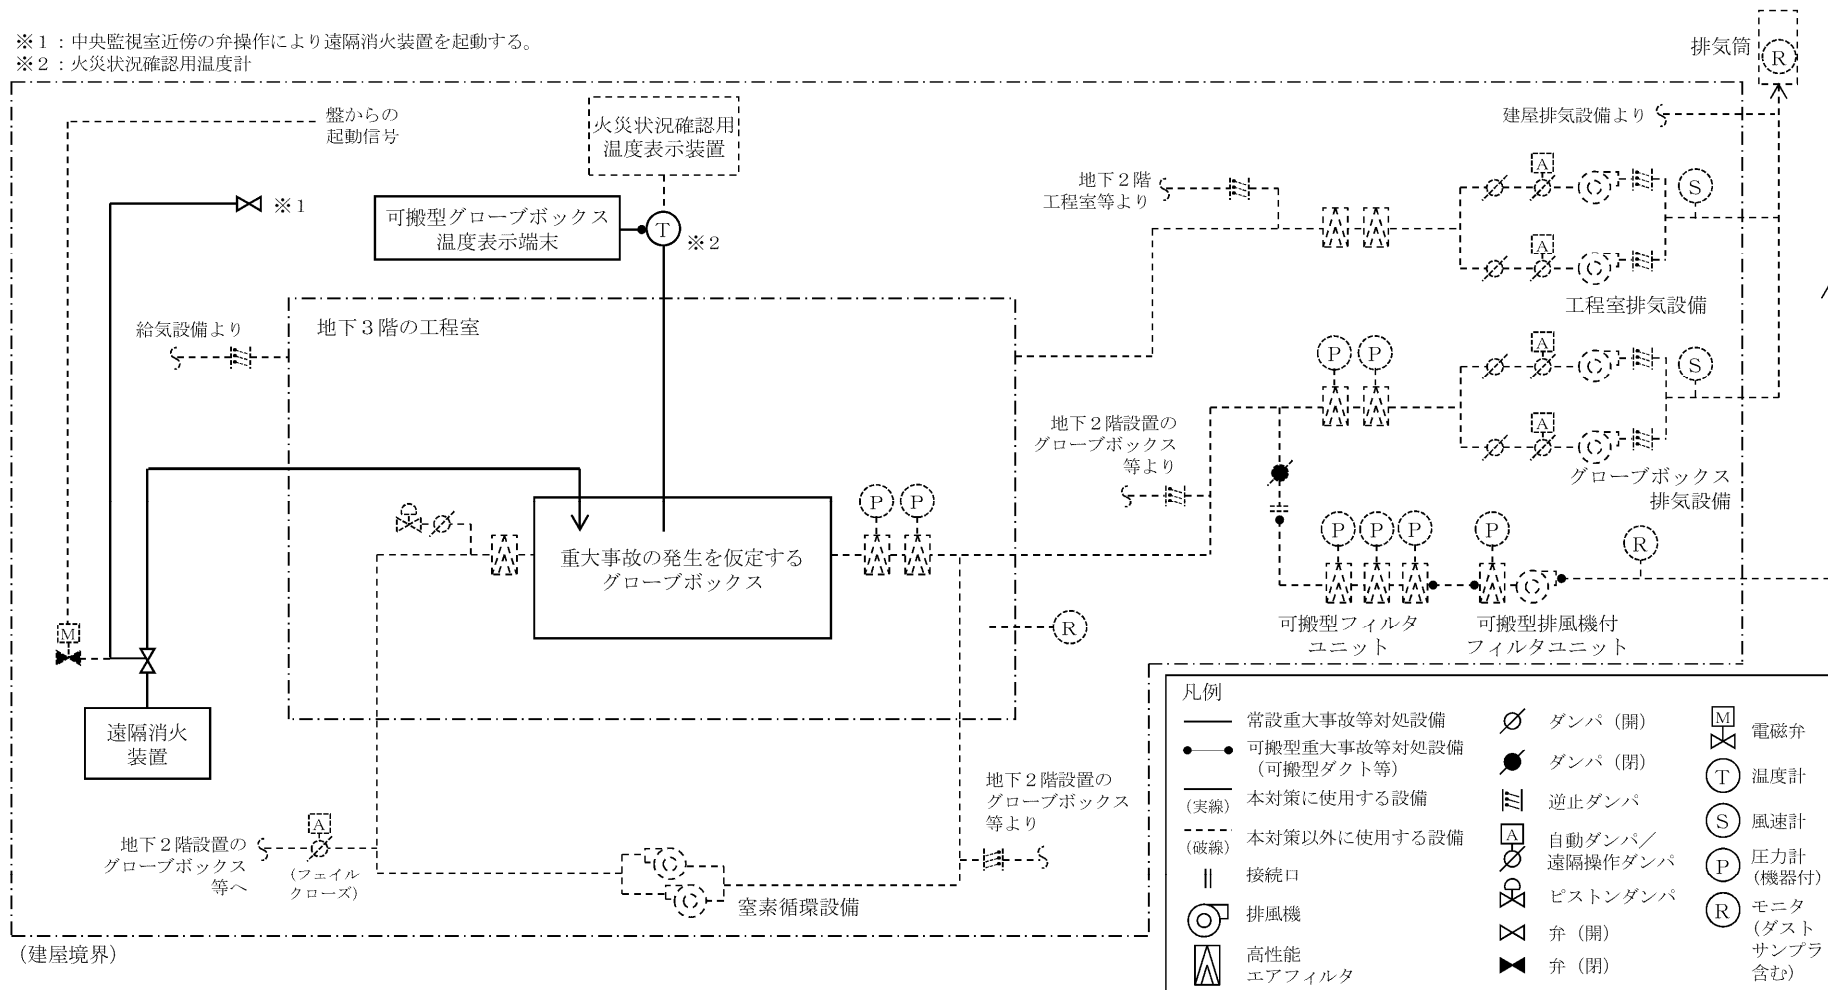 ※１：中央監視室近傍の弁操作により遠隔消火装置を起動する。
※２：火災状況確認用温度計
排気筒
R
盤からの
起動信号
火災状況確認用
温度表示装置
建屋排気設備より
※１
可搬型グローブボックス
温度表示端末
T
※２
地下２階
工程室等より
A
S
A
工程室排気設備
給気設備より
地下３階の工程室
P
P
A
S
A
地下２階設置の
グローブボックス
等より
グローブボックス
排気設備
P
P
重大事故の発生を仮定する
グローブボックス
P
P
P
P
R
可搬型フィルタ
ユニット
可搬型排風機付
フィルタユニット
R
M
遠隔消火
装置
地下２階設置の
グローブボックス
等へ
A
（フェイル
クローズ）
窒素循環設備
地下２階設置の
グローブボックス
等より
（建屋境界）
凡例
常設重大事故等対処設備
可搬型重大事故等対処設備
（可搬型ダクト等）
（実線）
本対策に使用する設備
（破線）
本対策以外に使用する設備
接続口
排風機
高性能
エアフィルタ
ダンパ（開）
ダンパ（閉）
逆止ダンパ
A
自動ダンパ／
遠隔操作ダンパ
ピストンダンパ
弁（開）
弁（閉）
M
電磁弁
T
温度計
S
風速計
P
圧力計
（機器付）
R
モニタ
（ダスト
サンプラ
含む）